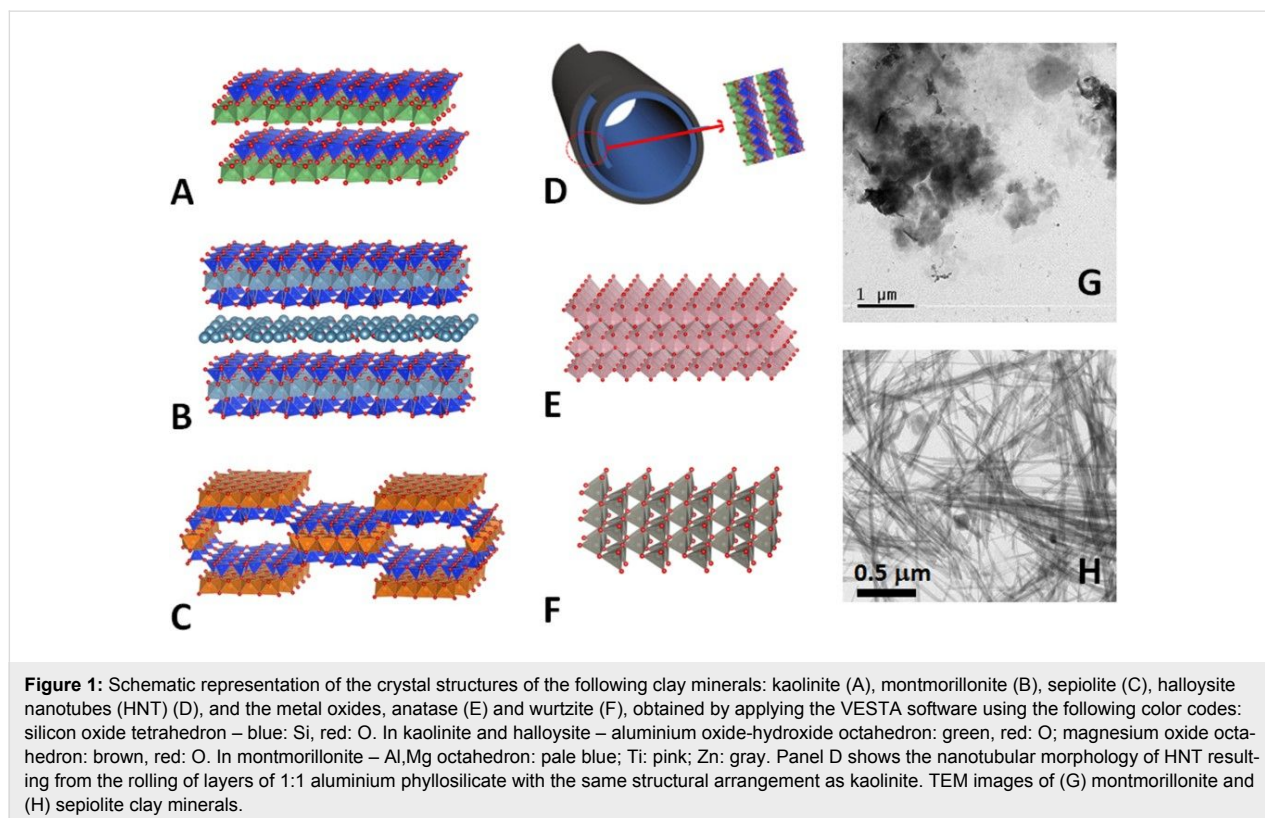 A
B
C
D
E
F
G
1 µm
H
0.5 µm
Figure 1: Schematic representation of the crystal structures of the following clay minerals: kaolinite (A), montmorillonite (B), sepiolite (C), halloysite
nanotubes (HNT) (D), and the metal oxides, anatase (E) and wurtzite (F), obtained by applying the VESTA software using the following color codes:
silicon oxide tetrahedron – blue: Si, red: O. In kaolinite and halloysite – aluminium oxide-hydroxide octahedron: green, red: O; magnesium oxide octa-
hedron: brown, red: O. In montmorillonite – Al,Mg octahedron: pale blue; Ti: pink; Zn: gray. Panel D shows the nanotubular morphology of HNT result-
ing from the rolling of layers of 1:1 aluminium phyllosilicate with the same structural arrangement as kaolinite. TEM images of (G) montmorillonite and
(H) sepiolite clay minerals.